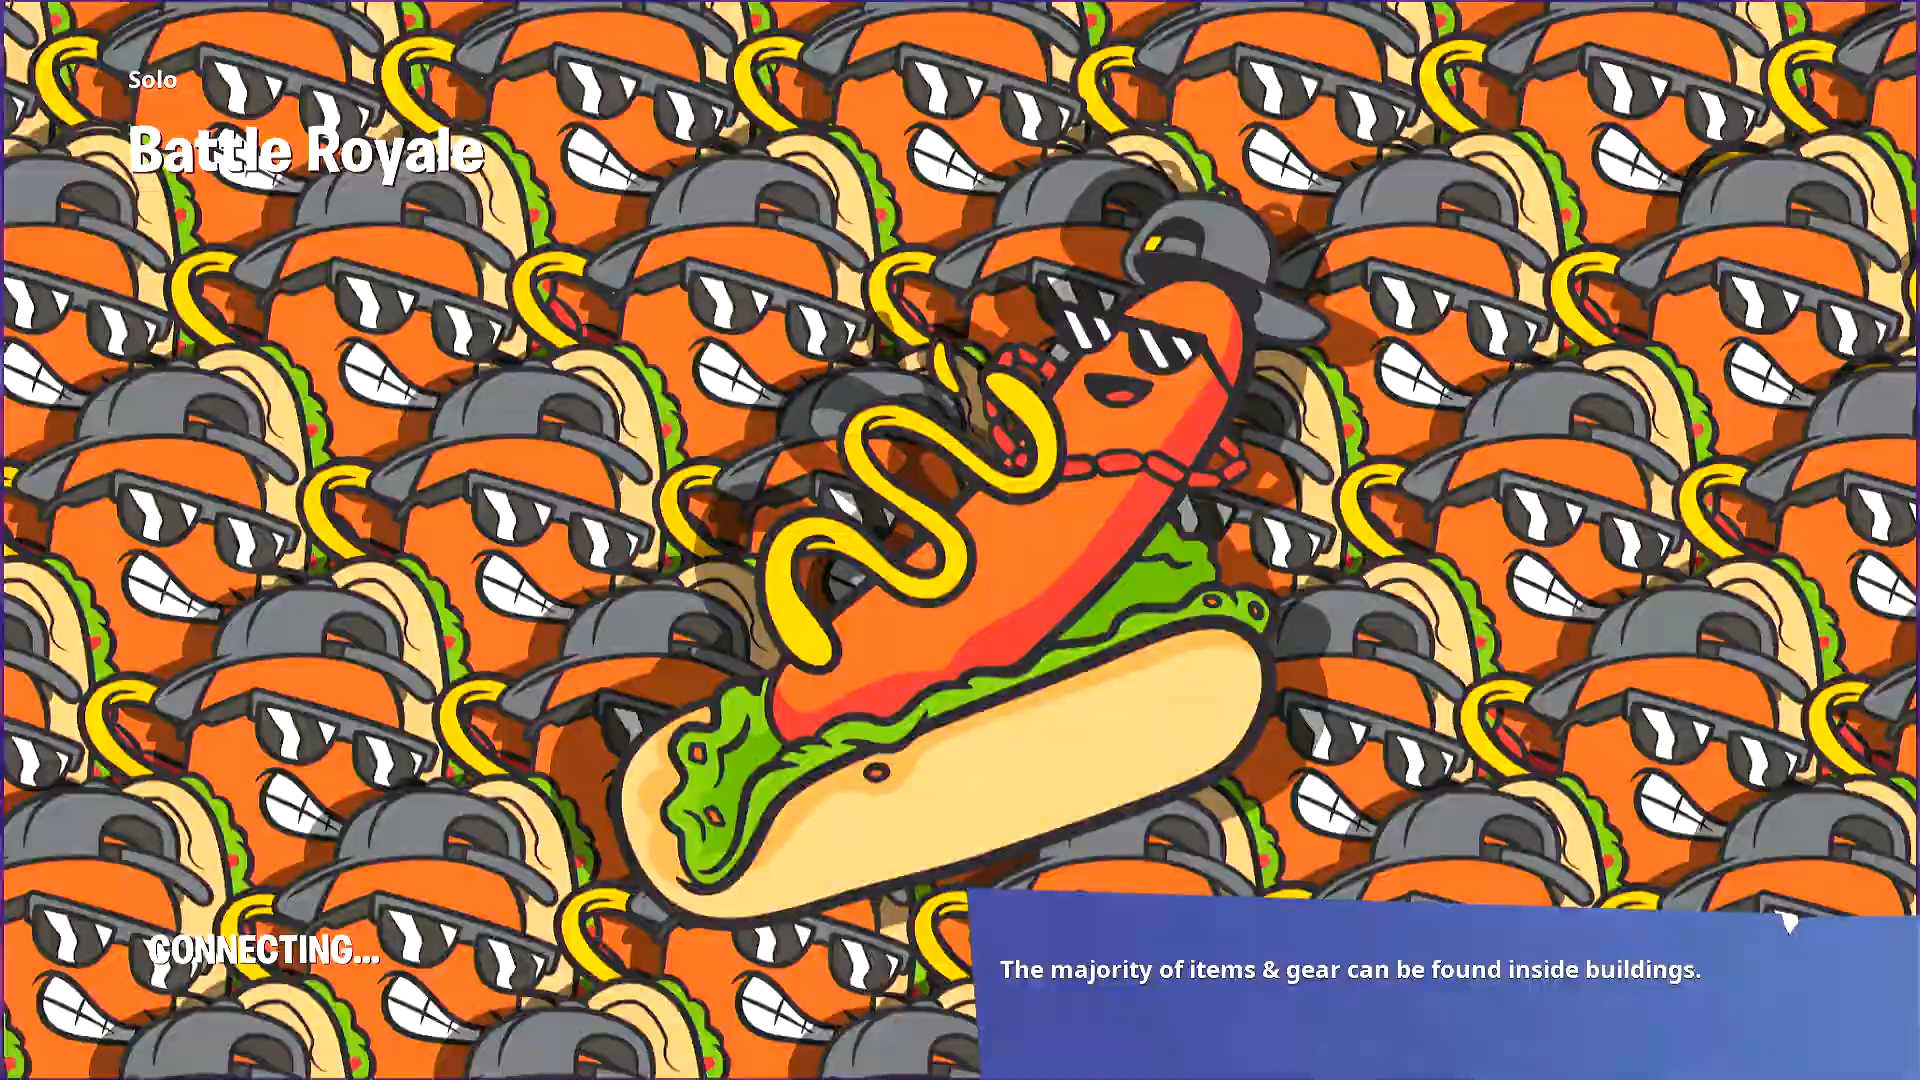 Solo
Battle Royale
CONNECTING...
The majority of items & gear can be found inside buildings.